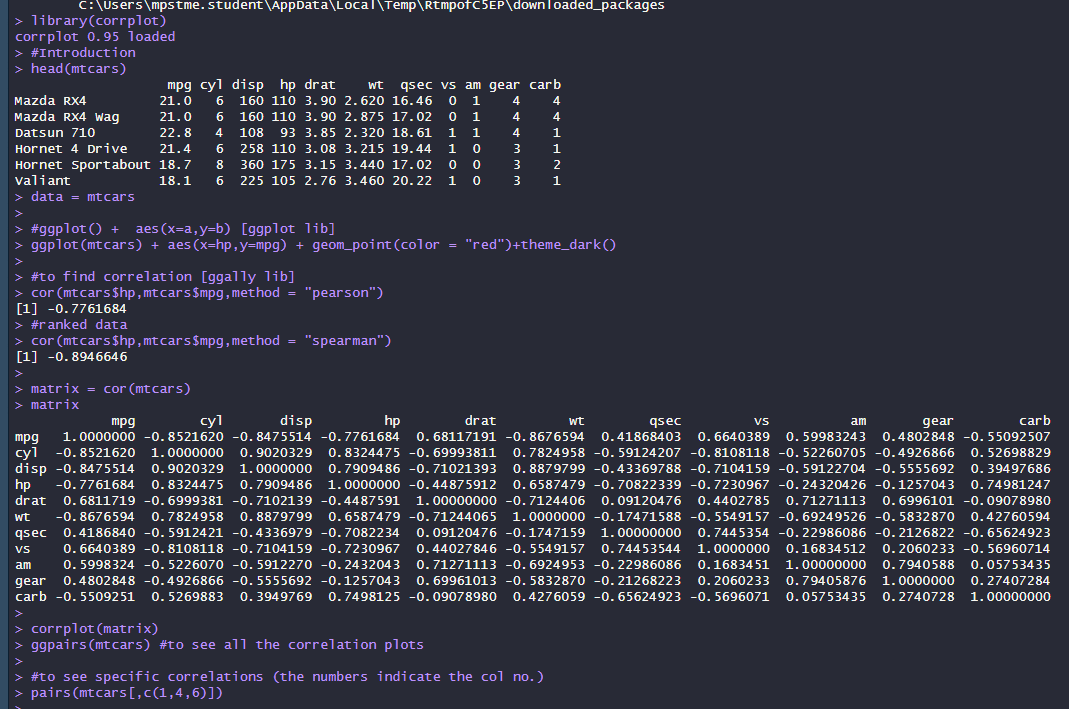 C:\Users\mpstme.student\AppData\Local\Temp\RtmpofC5EP\downloaded_packages
> library(corrplot)
corrplot 0.95 loaded
> #Introduction
> head(mtcars)
mpg cyl disp hp drat wt qsec vs am gear carb
Mazda RX4 21.0 6 160 110 3.90 2.620 16.46 0 1 4 4
Mazda RX4 Wag 21.0 6 160 110 3.90 2.875 17.02 0 1 4 4
Datsun 710 22.8 4 108 93 3.85 2.320 18.61 1 1 4 1
Hornet 4 Drive 21.4 6 258 110 3.08 3.215 19.44 1 0 3 1
Hornet Sportabout 18.7 8 360 175 3.15 3.440 17.02 0 0 3 2
Valiant 18.1 6 225 105 2.76 3.460 20.22 1 0 3 1
> data = mtcars
>
> #ggplot() + aes(x=a,y=b) [ggplot lib]
> ggplot(mtcars) + aes(x=hp,y=mpg) + geom_point(color = "red")+theme_dark()
>
> #to find correlation [ggally lib]
> cor(mtcars$hp,mtcars$mpg,method = "pearson")
[1] -0.7761684
> #ranked data
> cor(mtcars$hp,mtcars$mpg,method = "spearman")
[1] -0.8946646
>
> matrix = cor(mtcars)
> matrix
mpg cyl disp hp drat wt qsec vs am gear carb
mpg 1.0000000 -0.8521620 -0.8475514 -0.7761684 0.68117191 -0.8676594 0.41868403 0.6640389 0.59983243 0.4802848 -0.55092507
cyl -0.8521620 1.0000000 0.9020329 0.8324475 -0.69993811 0.7824958 -0.59124207 -0.8108118 -0.52260705 -0.4926866 0.52698829
disp -0.8475514 0.9020329 1.0000000 0.7909486 -0.71021393 0.8879799 -0.43369788 -0.7104159 -0.59122704 -0.5555692 0.39497686
hp -0.7761684 0.8324475 0.7909486 1.0000000 -0.44875912 0.6587479 -0.70822339 -0.7230967 -0.24320426 -0.1257043 0.74981247
drat 0.6811719 -0.6999381 -0.7102139 -0.4487591 1.00000000 -0.7124406 0.09120476 0.4402785 0.71271113 0.6996101 -0.09078980
wt -0.8676594 0.7824958 0.8879799 0.6587479 -0.71244065 1.0000000 -0.17471588 -0.5549157 -0.69249526 -0.5832870 0.42760594
qsec 0.4186840 -0.5912421 -0.4336979 -0.7082234 0.09120476 -0.1747159 1.00000000 0.7445354 -0.22986086 -0.2126822 -0.65624923
vs 0.6640389 -0.8108118 -0.7104159 -0.7230967 0.44027846 -0.5549157 0.74453544 1.0000000 0.16834512 0.2060233 -0.56960714
am 0.5998324 -0.5226070 -0.5912270 -0.2432043 0.71271113 -0.6924953 -0.22986086 0.1683451 1.00000000 0.7940588 0.05753435
gear 0.4802848 -0.4926866 -0.5555692 -0.1257043 0.69961013 -0.5832870 -0.21268223 0.2060233 0.79405876 1.0000000 0.27407284
carb -0.5509251 0.5269883 0.3949769 0.7498125 -0.09078980 0.4276059 -0.65624923 -0.5696071 0.05753435 0.2740728 1.00000000
>
> corrplot(matrix)
> ggpairs(mtcars) #to see all the correlation plots
>
> #to see specific correlations (the numbers indicate the col no.)
> pairs(mtcars[,c(1,4,6)])
>